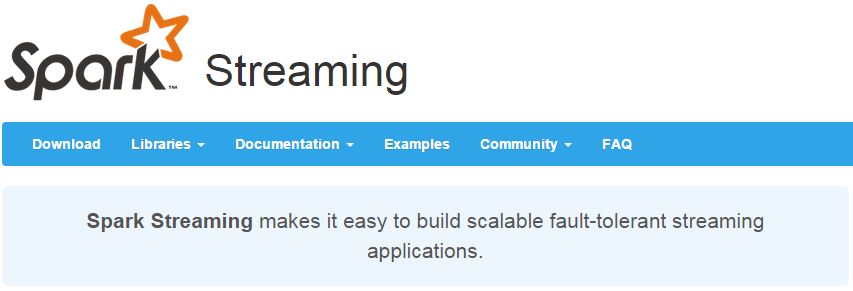 Spark™ Streaming
Download Libraries Documentation Examples Community FAQ
Spark Streaming makes it easy to build scalable fault-tolerant streaming
applications.